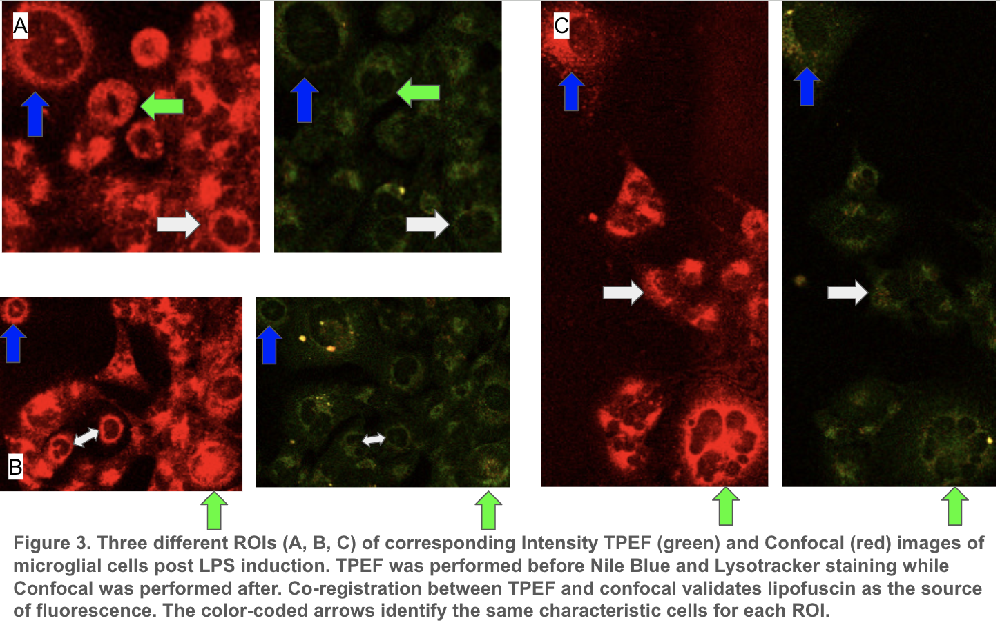 A
C
B
Figure 3. Three different ROIs (A, B, C) of corresponding Intensity TPEF (green) and Confocal (red) images of
microglial cells post LPS induction. TPEF was performed before Nile Blue and Lysotracker staining while
Confocal was performed after. Co-registration between TPEF and confocal validates lipofuscin as the source
of fluorescence. The color-coded arrows identify the same characteristic cells for each ROI.